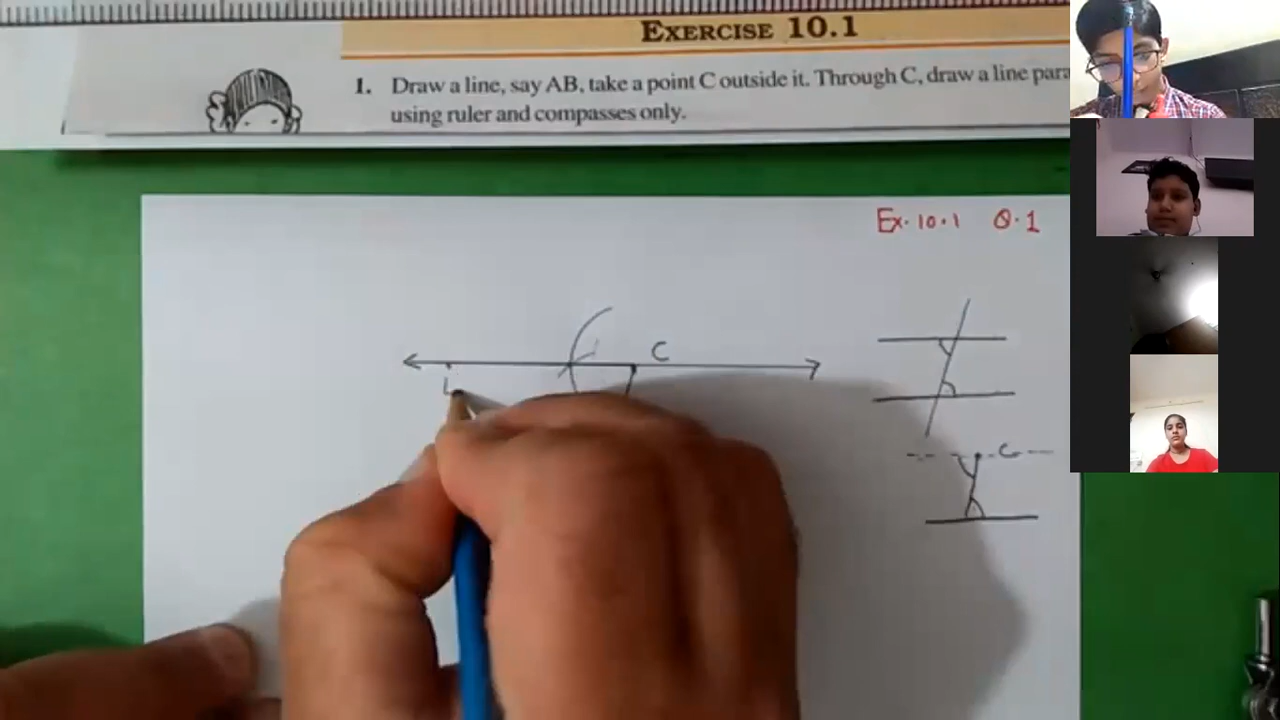 EXERCISE 10.1
1. Draw a line, say AB, take a point C outside it. Through C, draw a line
using ruler and compasses only.
Ex. 10.1 Q.1
C
C